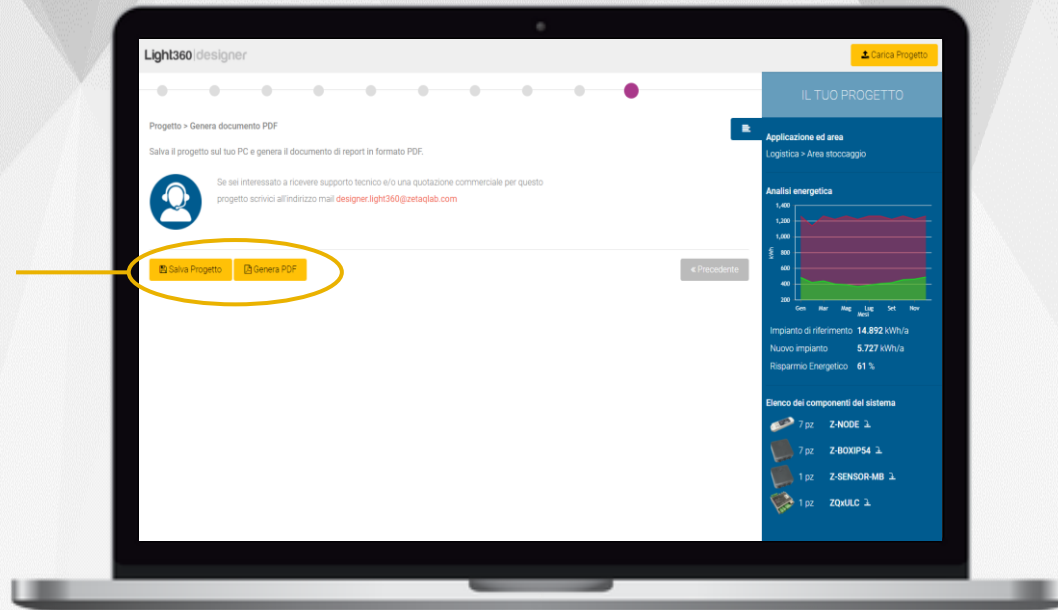 Light360|designer
Carica Progetto
IL TUO PROGETTO
Progetto > Genera documento PDF
Salva il progetto sul tuo PC e genera il documento di report in formato PDF.
Se sei interessato a ricevere supporto tecnico e/o una quotazione commerciale per questo
progetto scrivici all'indirizzo mail designer.light360@zetaqlab.com
Salva Progetto
Genera PDF
« Precedente
Applicazione ed area
Logistica > Area stoccaggio
Analisi energetica
1,400
1,200
1,000
800
600
400
200
kWh
Gen Mar Mag Lug Set Nov
Mesi
Impianto di riferimento 14.892 kWh/a
Nuovo impianto 5.727 kWh/a
Risparmio Energetico 61 %
Elenco dei componenti del sistema
7 pz Z-NODE
7 pz Z-BOXIP54
1 pz Z-SENSOR-MB
1 pz ZQxULC